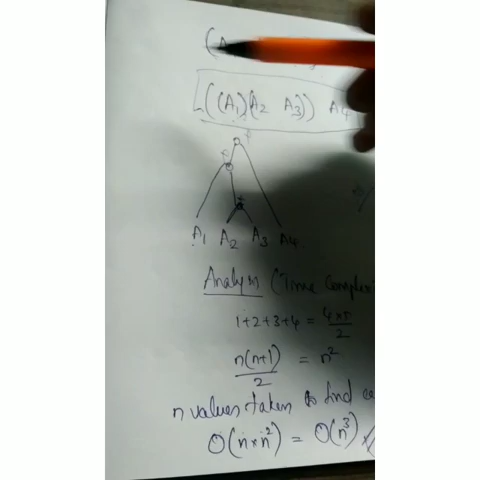 (A
((A1)(A2 A3)) A4
A1 A2 A3 A4
Analysis (Time comple
1+2+3+4 = 4×5/2
n(n+1)/2 = n²
n values taken to find
O(n×n²) = O(n³)